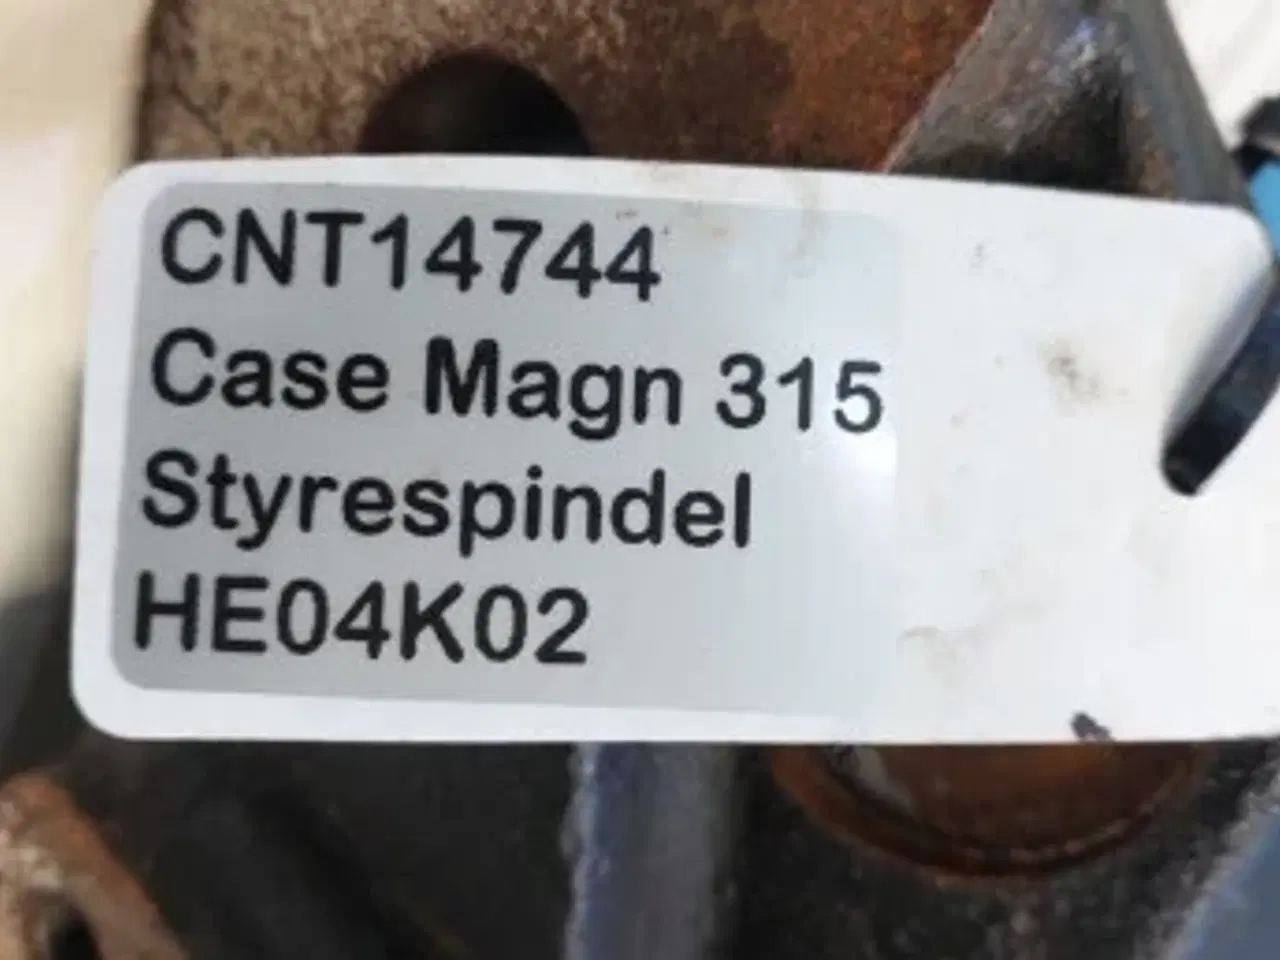 CNT14744
Case Magn 315
Styrespindel
HE04K02